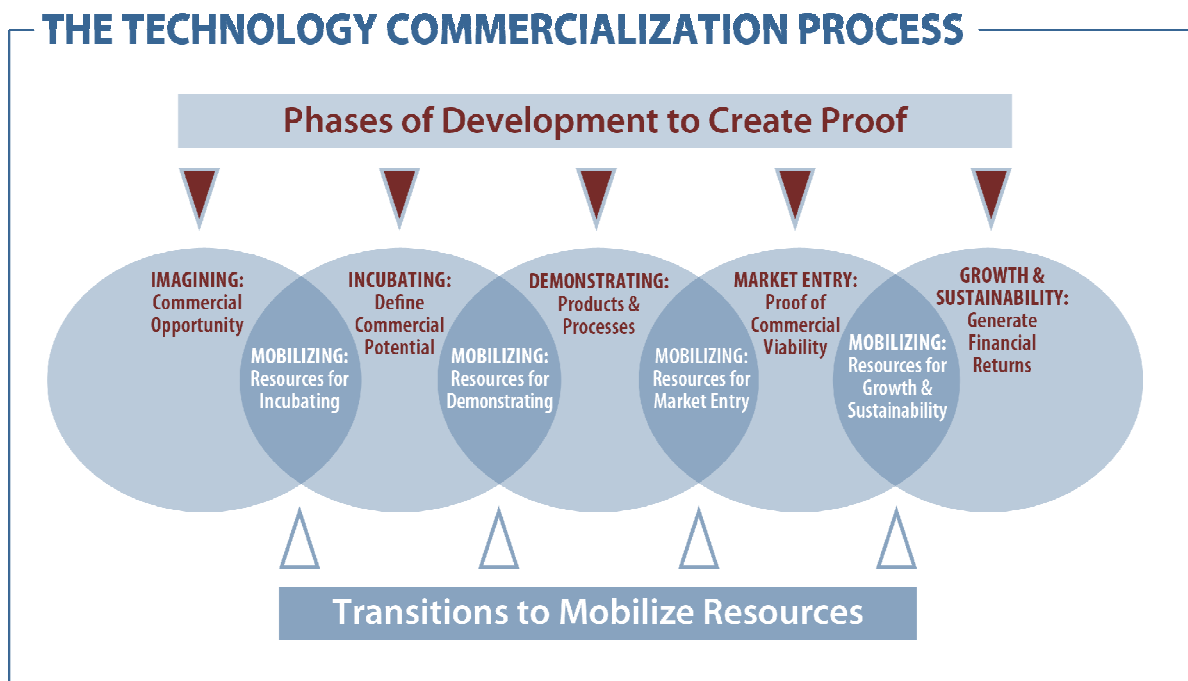 THE TECHNOLOGY COMMERCIALIZATION PROCESS
Phases of Development to Create Proof
IMAGINING:
Commercial
Opportunity
MOBILIZING:
Resources for
Incubating
INCUBATING:
Define
Commercial
Potential
MOBILIZING:
Resources for
Demonstrating
DEMONSTRATING:
Products &
Processes
MOBILIZING:
Resources for
Market Entry
MARKET ENTRY:
Proof of
Commercial
Viability
MOBILIZING:
Resources for
Growth &
Sustainability
GROWTH &
SUSTAINABILITY:
Generate
Financial
Returns
Transitions to Mobilize Resources